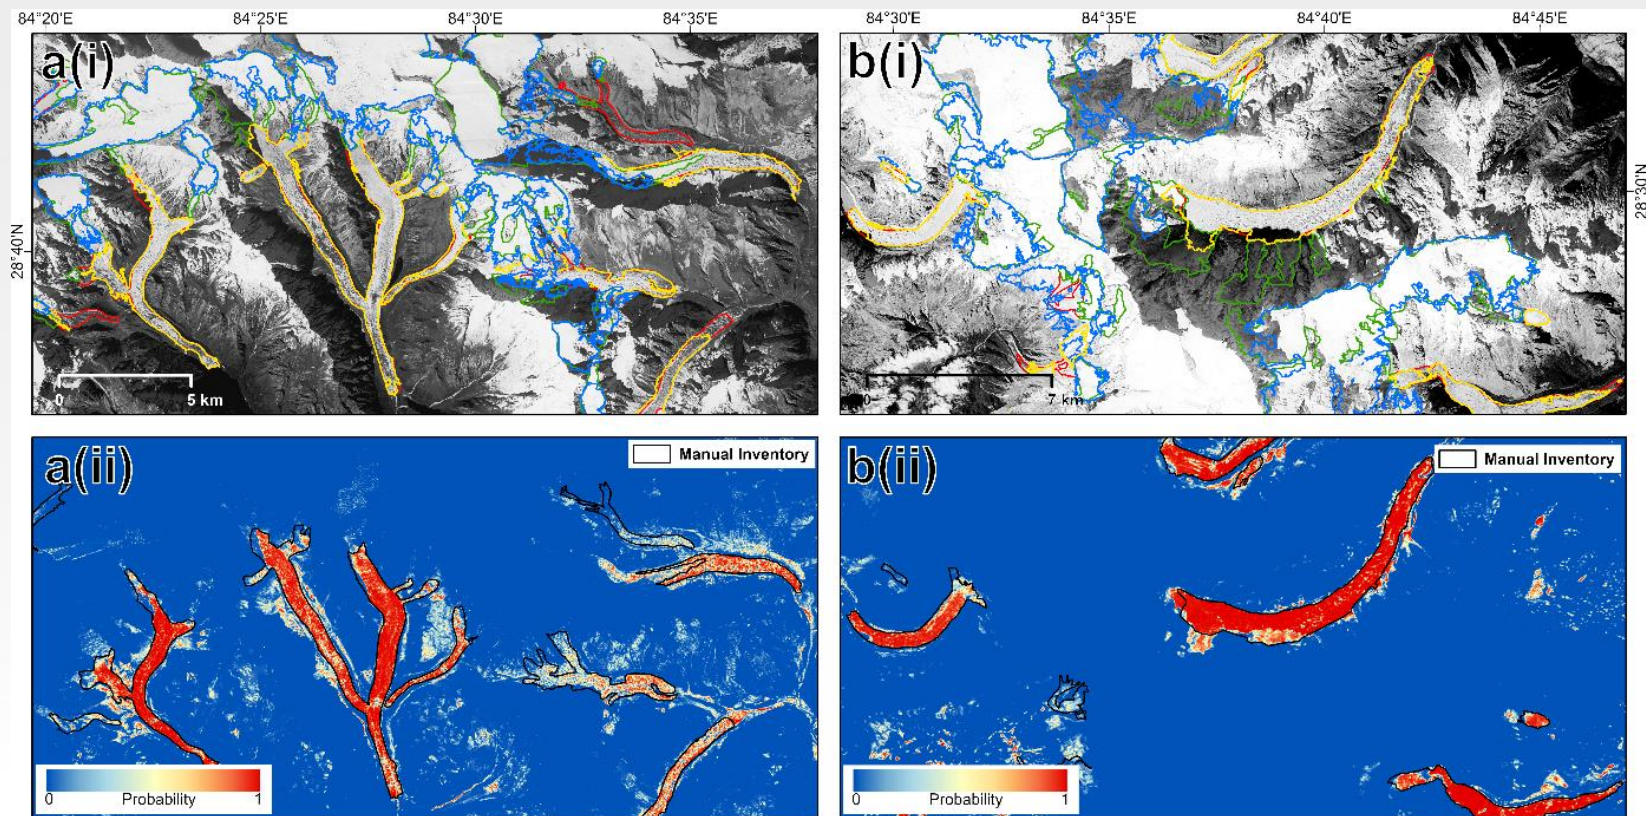 84°20'E 84°25'E 84°30'E 84°35'E
84°30'E 84°35'E 84°40'E 84°45'E
a(i)
b(i)
28°40'N
28°30'N
0 5 km
0 7 km
a(ii)
Manual Inventory
b(ii)
Manual Inventory
0 Probability 1
0 Probability 1